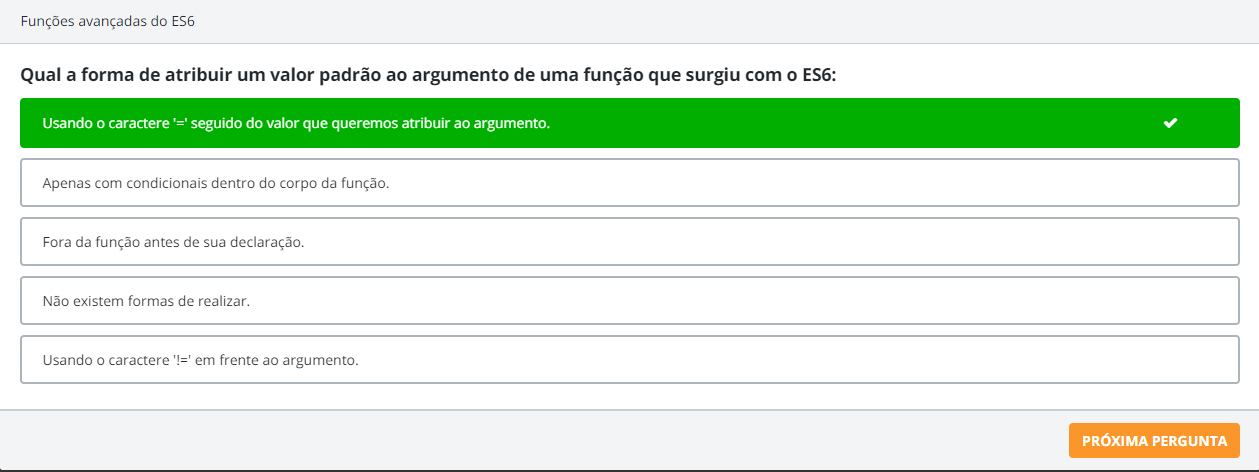 Funções avançadas do ES6
Qual a forma de atribuir um valor padrão ao argumento de uma função que surgiu com o ES6:
Usando o caractere '=' seguido do valor que queremos atribuir ao argumento.
Apenas com condicionais dentro do corpo da função.
Fora da função antes de sua declaração.
Não existem formas de realizar.
Usando o caractere '!=' em frente ao argumento.
PRÓXIMA PERGUNTA